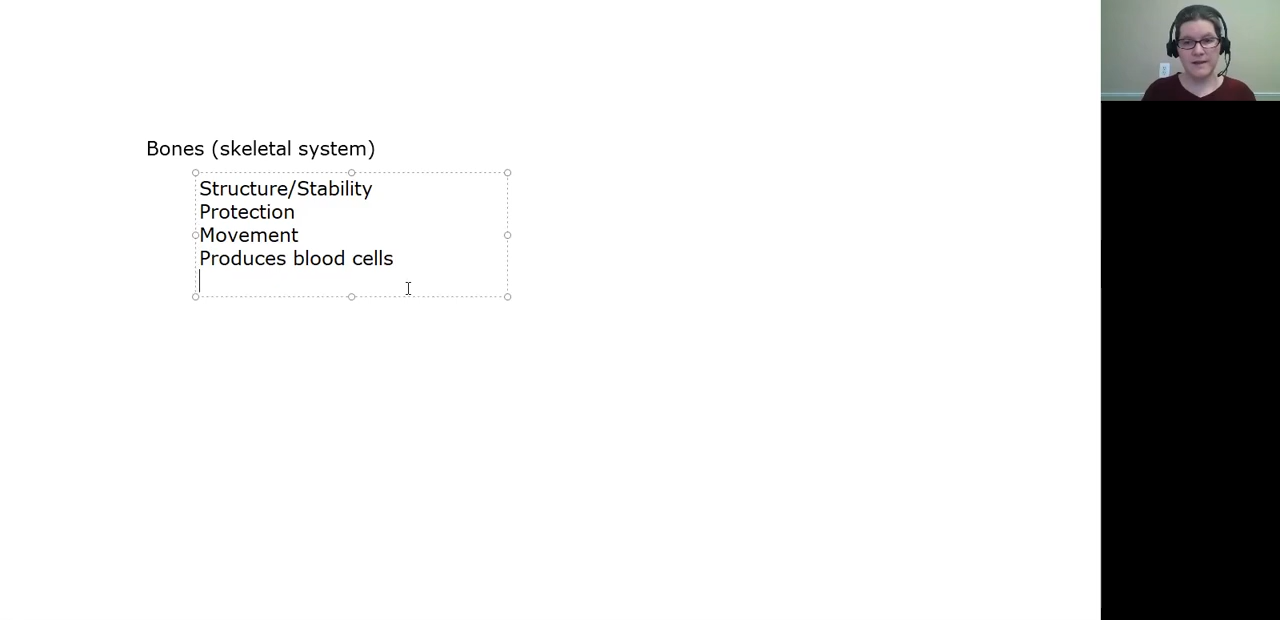 Bones (skeletal system)
Structure/Stability
Protection
Movement
Produces blood cells